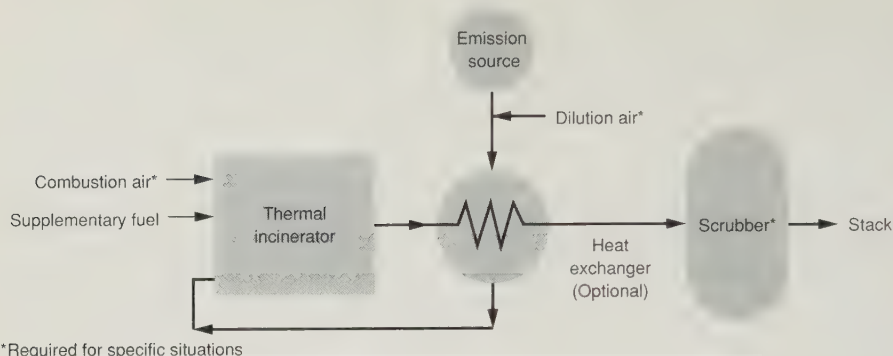 Emission
source
Dilution air*
Combustion air*
Supplementary fuel
Thermal
incinerator
Heat
exchanger
(Optional)
Scrubber*
Stack
*Required for specific situations